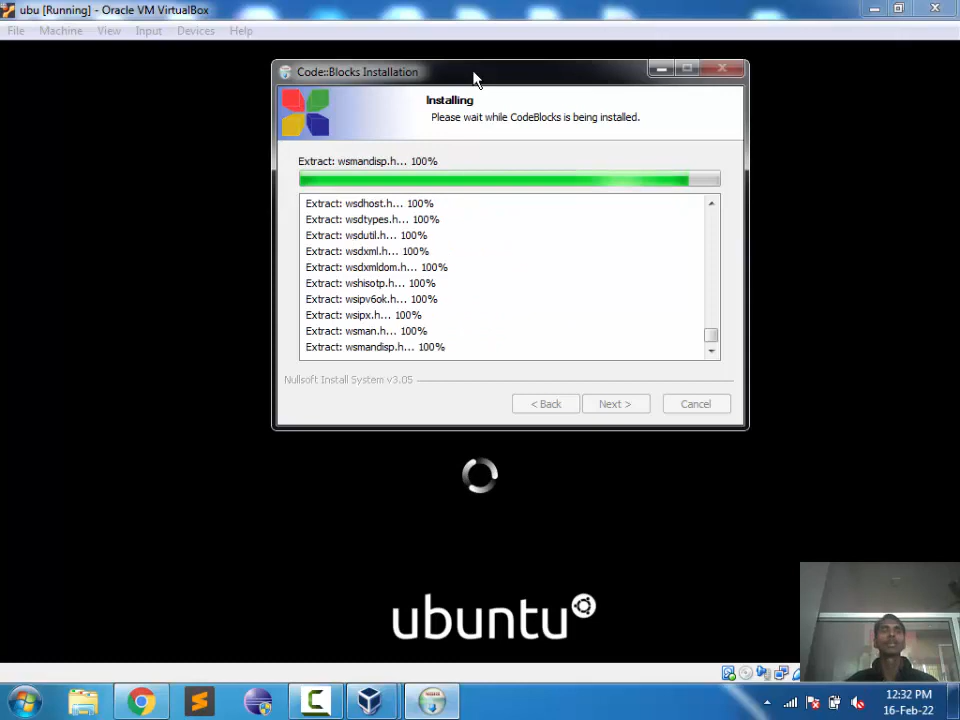 ubu [Running] - Oracle VM VirtualBox
File Machine View Input Devices Help
Code::Blocks Installation
Installing
Please wait while CodeBlocks is being installed.
Extract: wsmandisp.h... 100%
Extract: wsdhost.h... 100%
Extract: wsdtypes.h... 100%
Extract: wsdutil.h... 100%
Extract: wsdxml.h... 100%
Extract: wsdxmldom.h... 100%
Extract: wshisotp.h... 100%
Extract: wsipv6ok.h... 100%
Extract: wsipx.h... 100%
Extract: wsman.h... 100%
Extract: wsmandisp.h... 100%
Nullsoft Install System v3.05
< Back Next > Cancel
ubuntu
12:32 PM
16-Feb-22